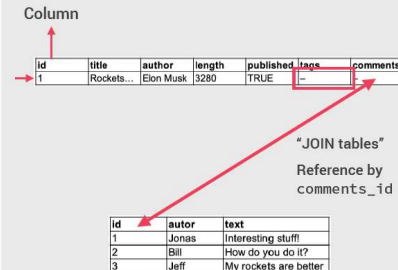 Column
id title author length published tags comments
1 Rockets... Elon Musk 3280 TRUE – –
“JOIN tables”
Reference by
comments_id
id autor text
1 Jonas Interesting stuff!
2 Bill How do you do it?
3 Jeff My rockets are better